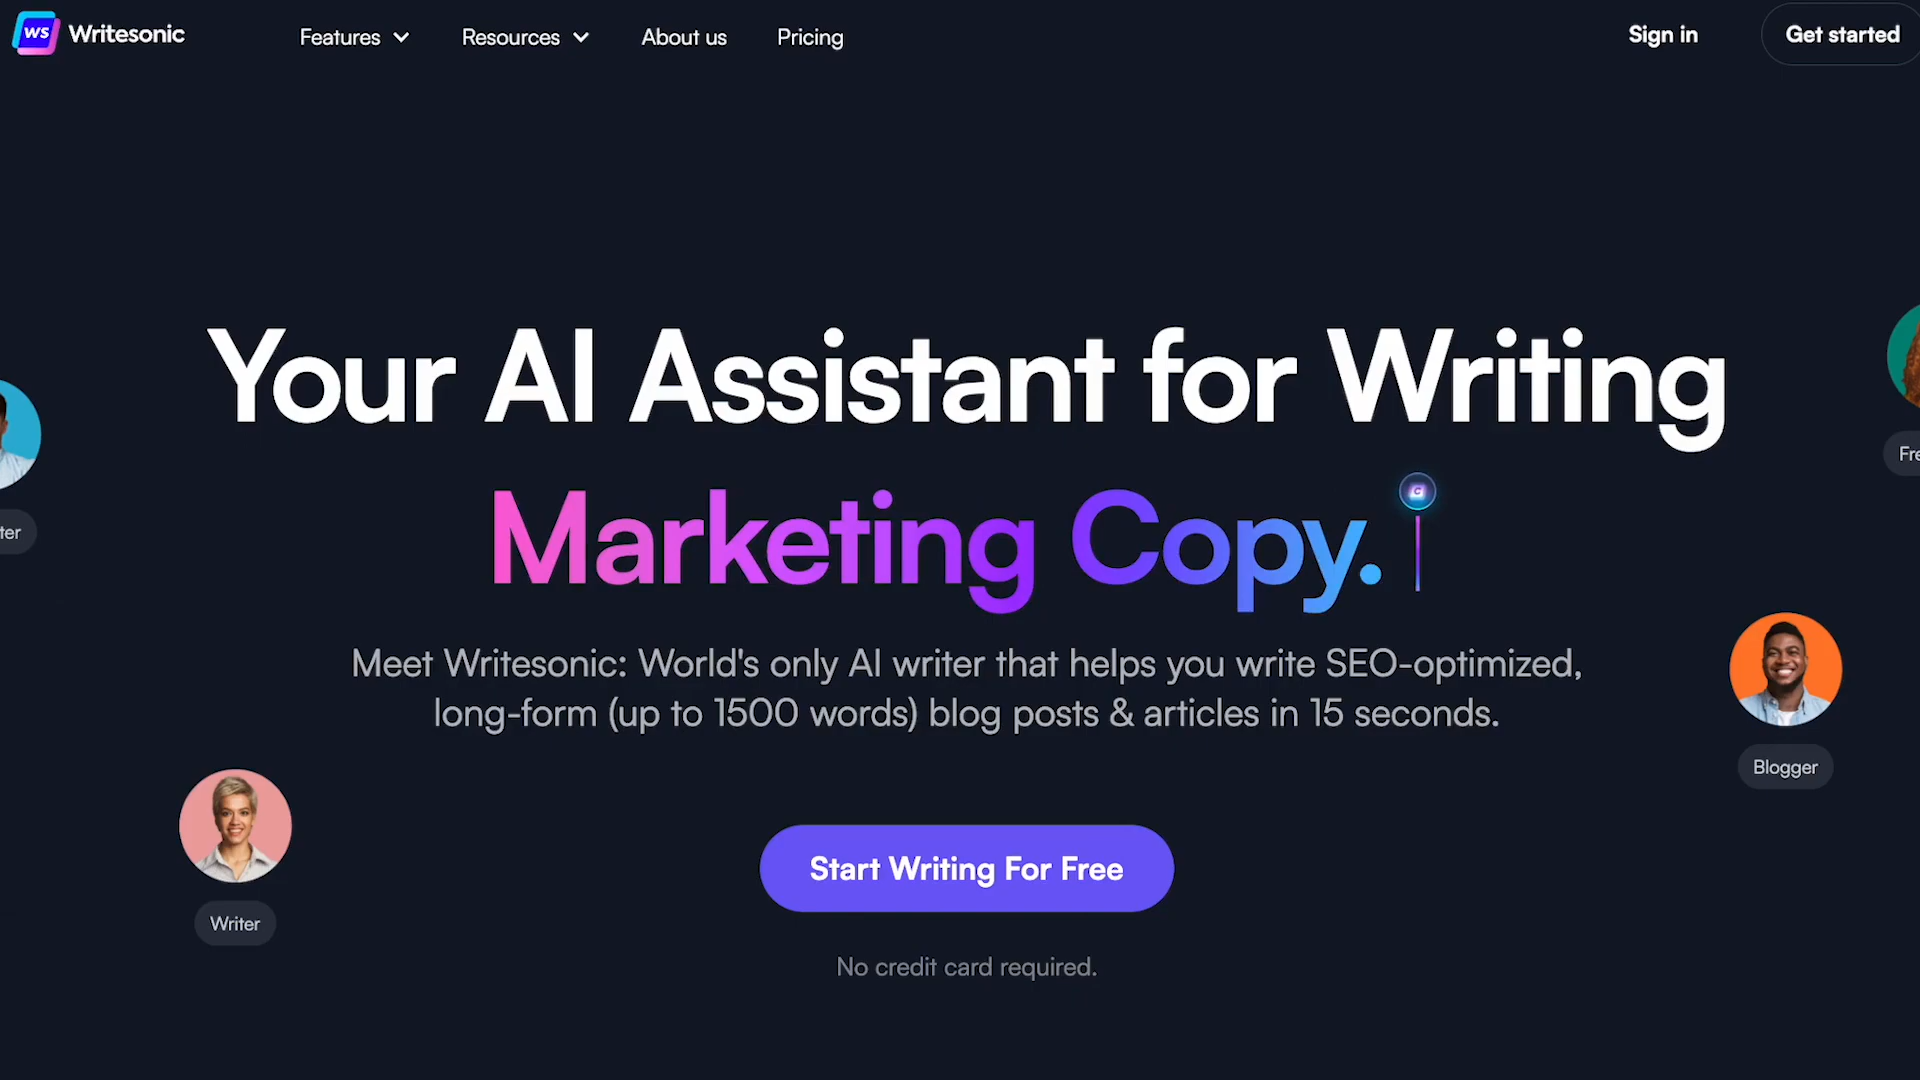 WS Writesonic
Features
Resources
About us
Pricing
Sign in
Get started
Your AI Assistant for Writing
Marketing Copy.
Meet Writesonic: World's only AI writer that helps you write SEO-optimized,
long-form (up to 1500 words) blog posts & articles in 15 seconds.
Blogger
Writer
Start Writing For Free
No credit card required.